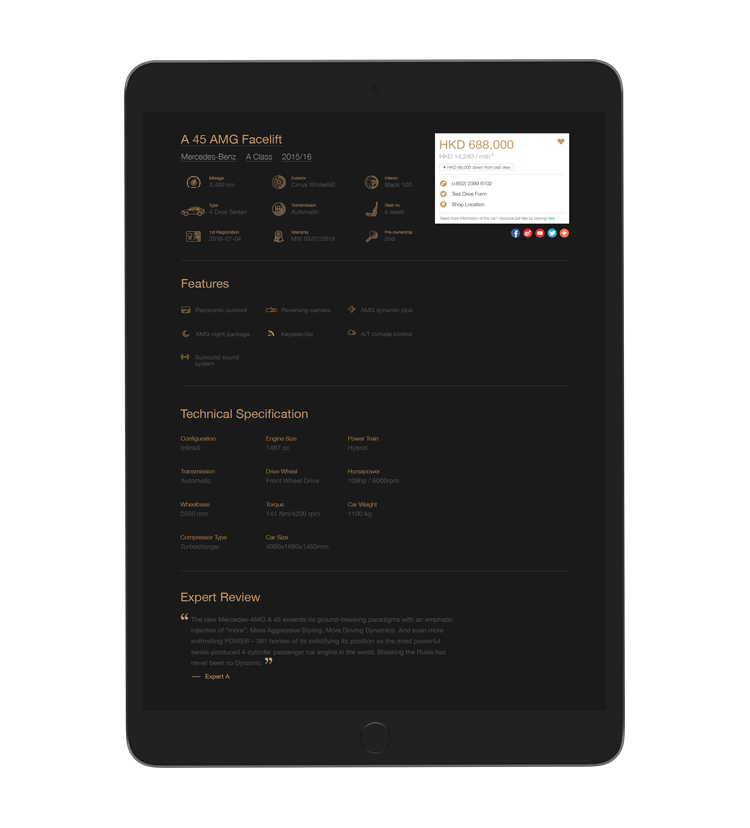 A 45 AMG Facelift
Mercedes-Benz A Class 2015/16
HKD 688,000
HKD 14,240 / mth
HKD 68,000 down from last view
(+852) 2389 6102
Test Drive Form
Shop Location
Need more information of this car? Acquire pdf files by clicking here
Mileage Exterior Interior
3,400 km Cirrus White650 Black 100
Type Transmission Seat no.
4 Door Sedan Automatic 4 seats
1st Registration Warranty Pre-ownership
2016-07-04 MW 03/07/2018 2nd
Features
Panoramic sunroof Reversing camera AMG dynamic plus
AMG night package Keyless-Go A/T climate control
Surround sound
system
Technical Specification
Configuration Engine Size Power Train
Inline3 1497 cc Hybrid
Transmission Drive Wheel Horsepower
Automatic Front Wheel Drive 109hp / 6000rpm
Wheelbase Torque Car Weight
2550 mm 141 Nm/4200 rpm 1100 kg
Compressor Type Car Size
Turbocharger 4000x1690x1450mm
Expert Review
“ The new Mercedes-AMG A 45 extends its ground-breaking paradigms with an emphatic
injection of “more”: More Aggressive Styling. More Driving Dynamics. And even more
enthralling POWER – 381 horses of its solidifying its position as the most powerful
series-produced 4-cylinder passenger car engine in the world. Breaking the Rules has
never been so Dynamic. ”
— Expert A